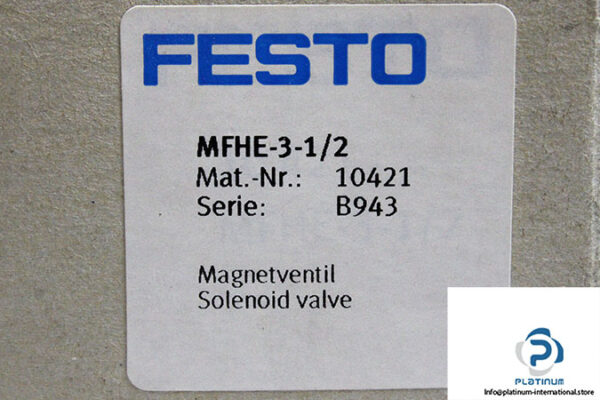 FESTO
MFHE-3-1/2
Mat.-Nr.: 10421
Serie: B943
Magnetventil
Solenoid valve
PLATINUM
Info@platinum-international.store